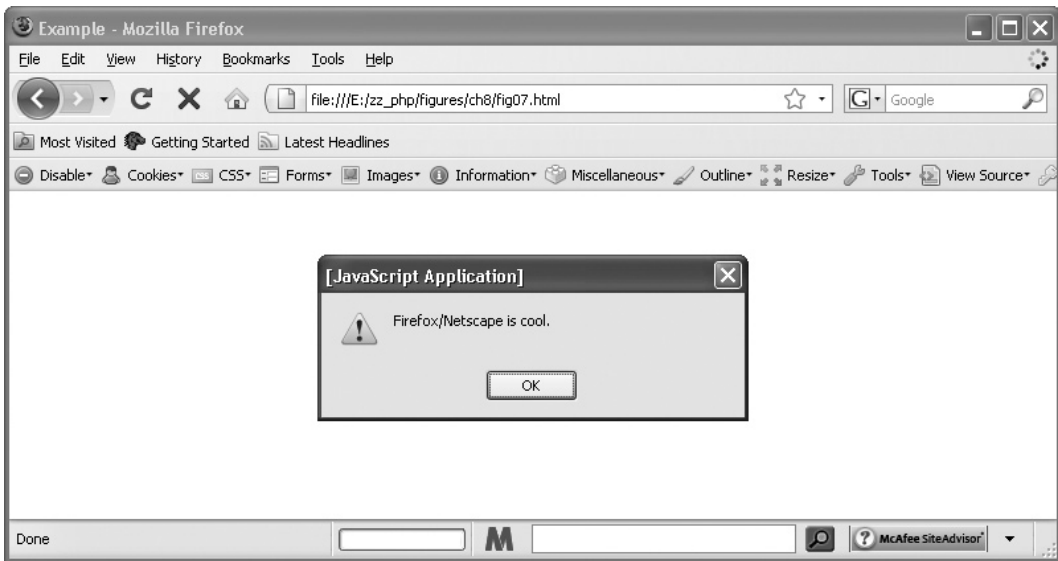 Example - Mozilla Firefox
File Edit View History Bookmarks Tools Help
file:///E:/zz_php/figures/ch8/fig07.html G Google
Most Visited Getting Started Latest Headlines
Disable Cookies CSS Forms Images Information Miscellaneous Outline Resize Tools View Source
[JavaScript Application]
Firefox/Netscape is cool.
OK
Done M McAfee SiteAdvisor